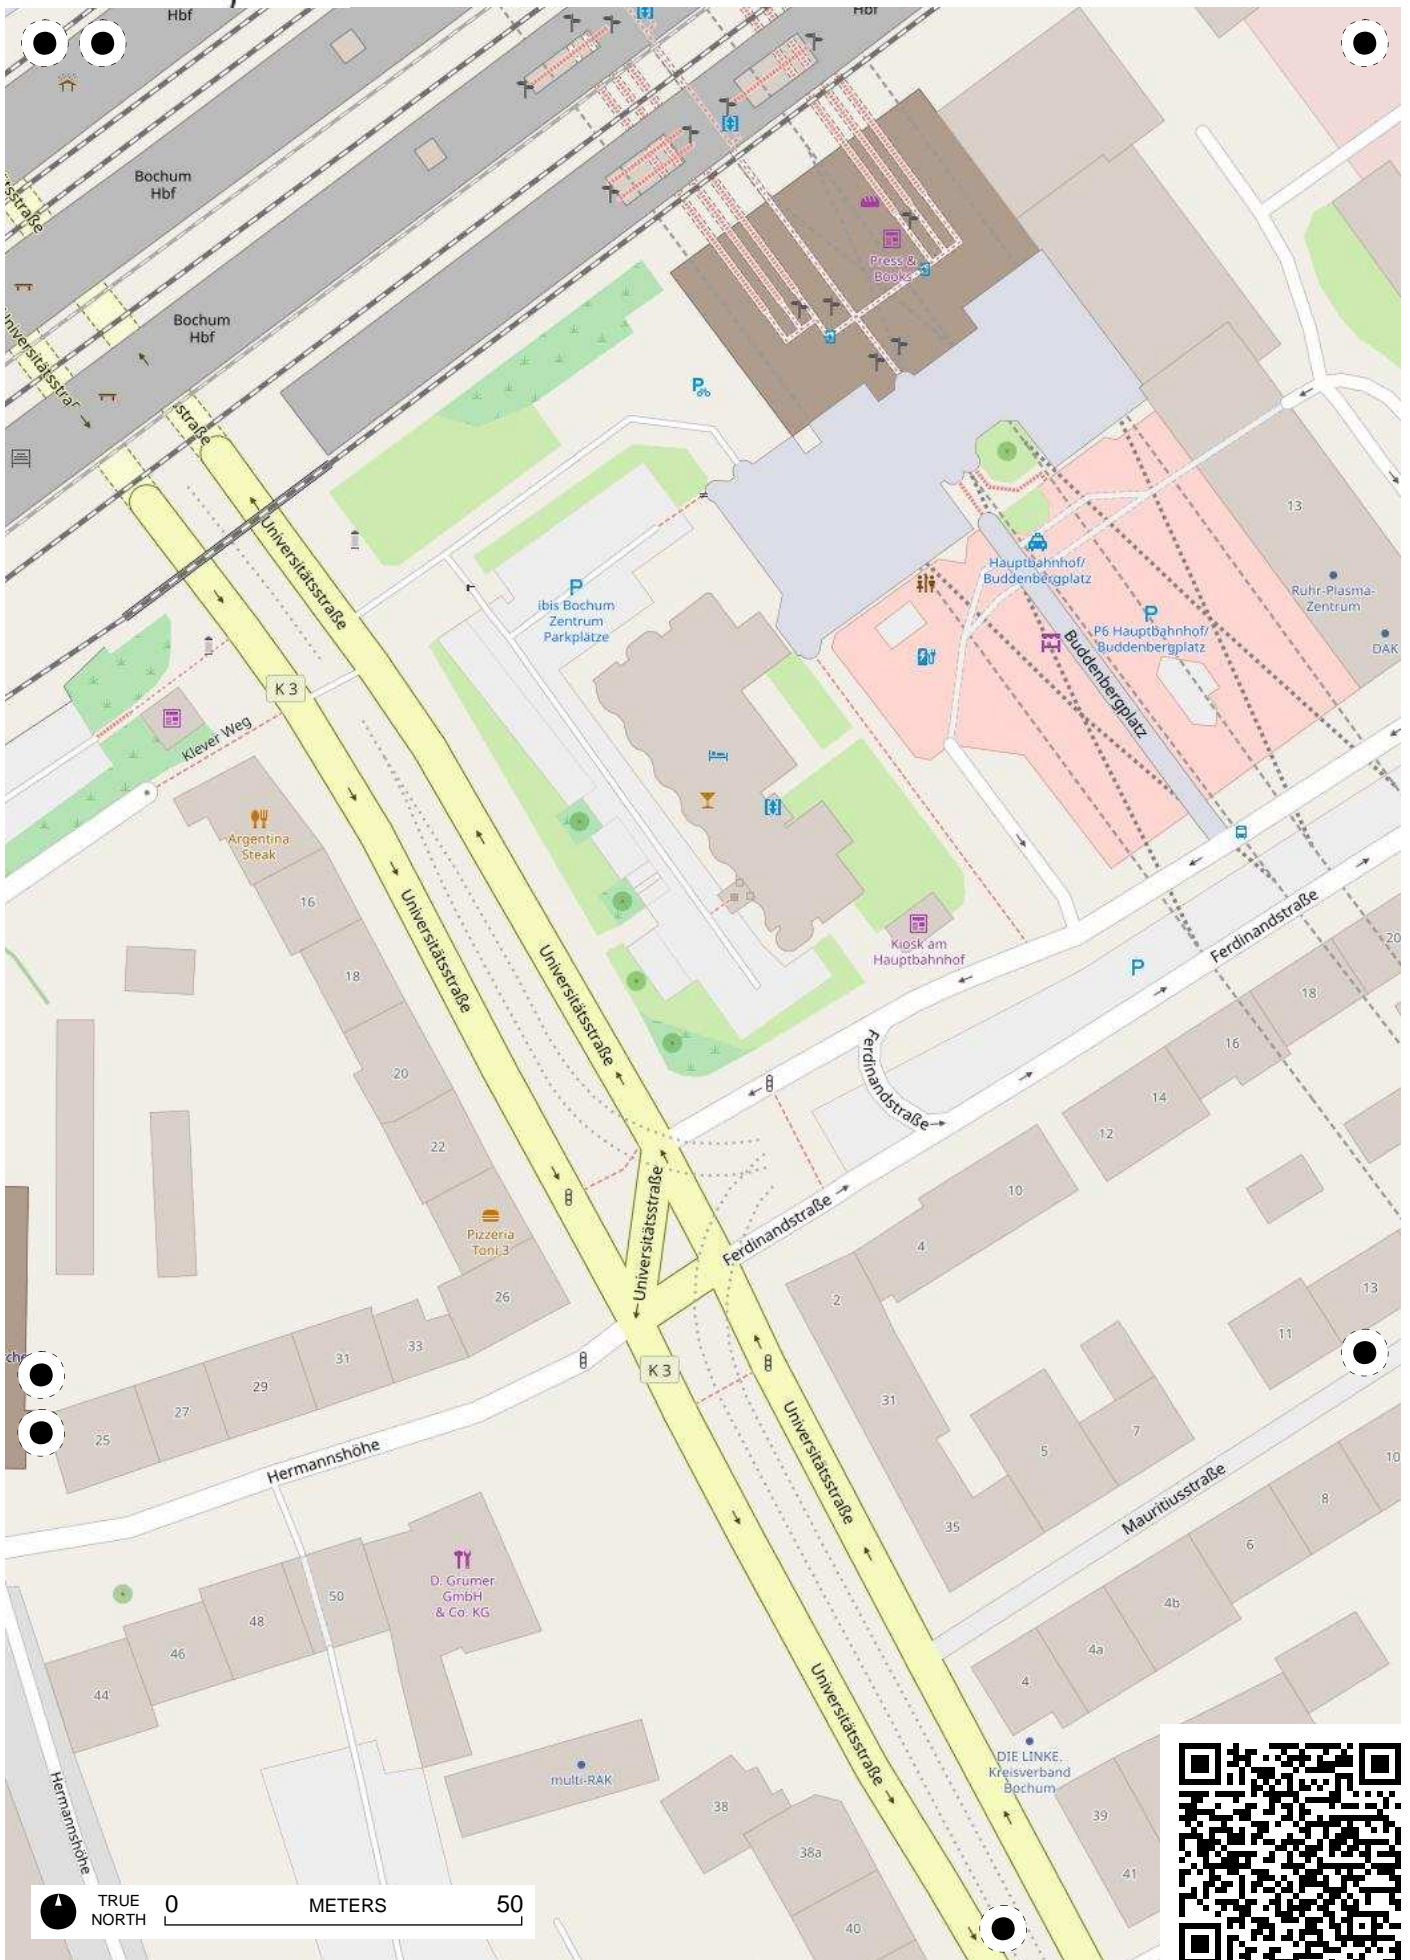 Hbf
Hbf
Bochum
Hbf
Bochum
Hbf
Universitätsstraße
Press &
Books
P
P
ibis Bochum
Zentrum
Parkplätze
Hauptbahnhof/
Buddenbergplatz
P
P6 Hauptbahnhof/
Buddenbergplatz
Buddenbergplatz
13
Ruhr-Plasma-
Zentrum
DAK
K 3
Klever Weg
Argentina
Steak
16
18
20
22
Universitätsstraße
Universitätsstraße
Kiosk am
Hauptbahnhof
P
Ferdinandstraße
Ferdinandstraße
20
18
16
14
12
10
4
2
Pizzeria
Toni 3
26
Universitätsstraße
Ferdinandstraße
13
11
33
31
29
27
25
K 3
31
7
5
35
Hermannshöhe
Universitätsstraße
Mauritiusstraße
10
8
6
4b
4a
4
D. Grümer
GmbH
& Co. KG
50
48
46
44
Universitätsstraße
DIE LINKE.
Kreisverband
Bochum
multi-RAK
38
38a
40
39
41
Hermannshöhe
TRUE
NORTH
0 METERS 50